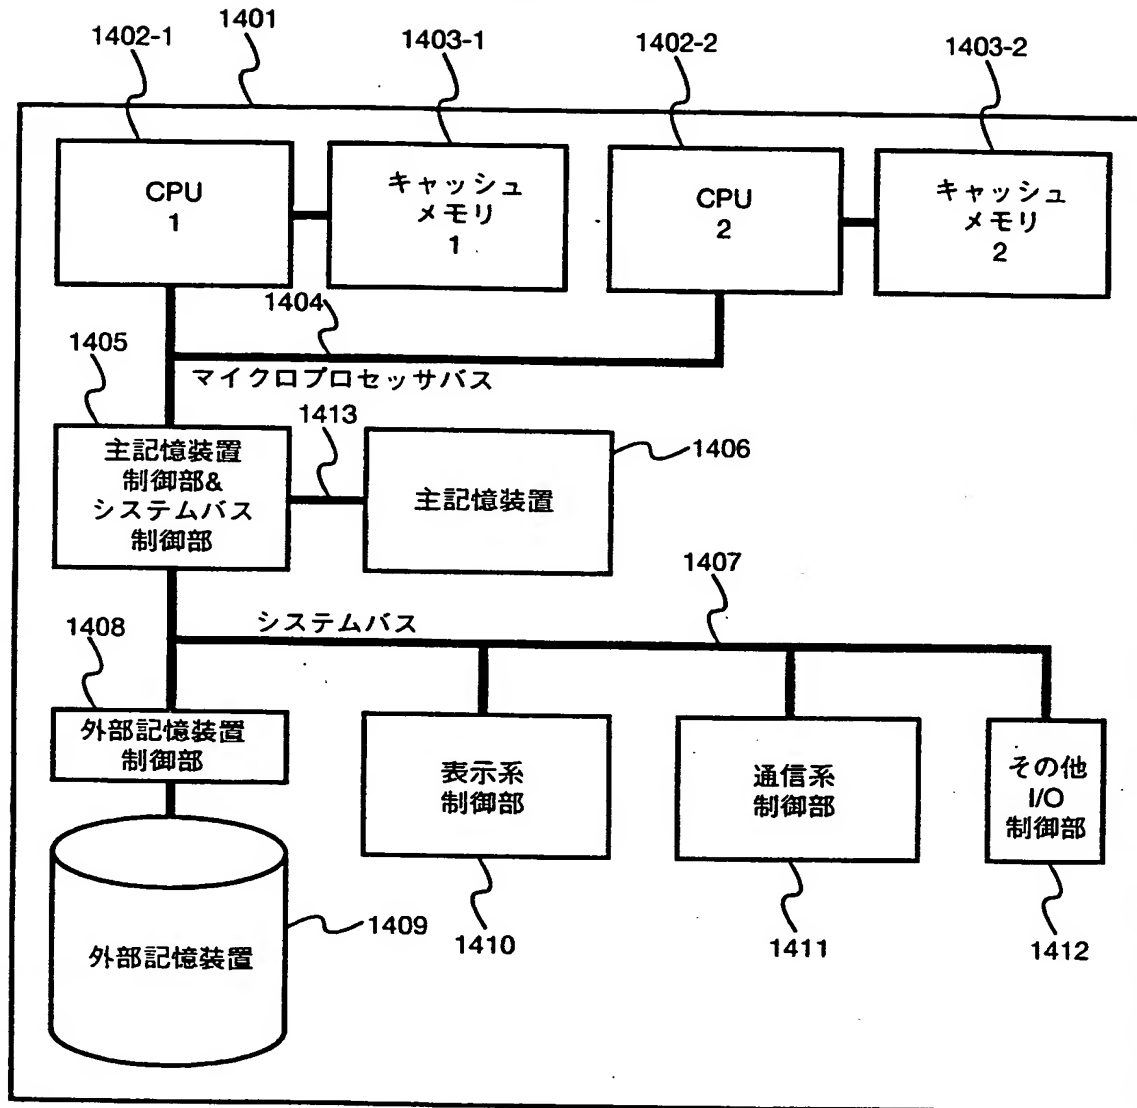 1401
1402-1
1403-1
1402-2
1403-2
CPU
1
キャッシュ
メモリ
1
CPU
2
キャッシュ
メモリ
2
1404
マイクロプロセッサバス
1405
1413
主記憶装置
制御部&
システムバス
制御部
主記憶装置
1406
1407
システムバス
1408
外部記憶装置
制御部
表示系
制御部
通信系
制御部
その他
I/O
制御部
1409
外部記憶装置
1410
1411
1412